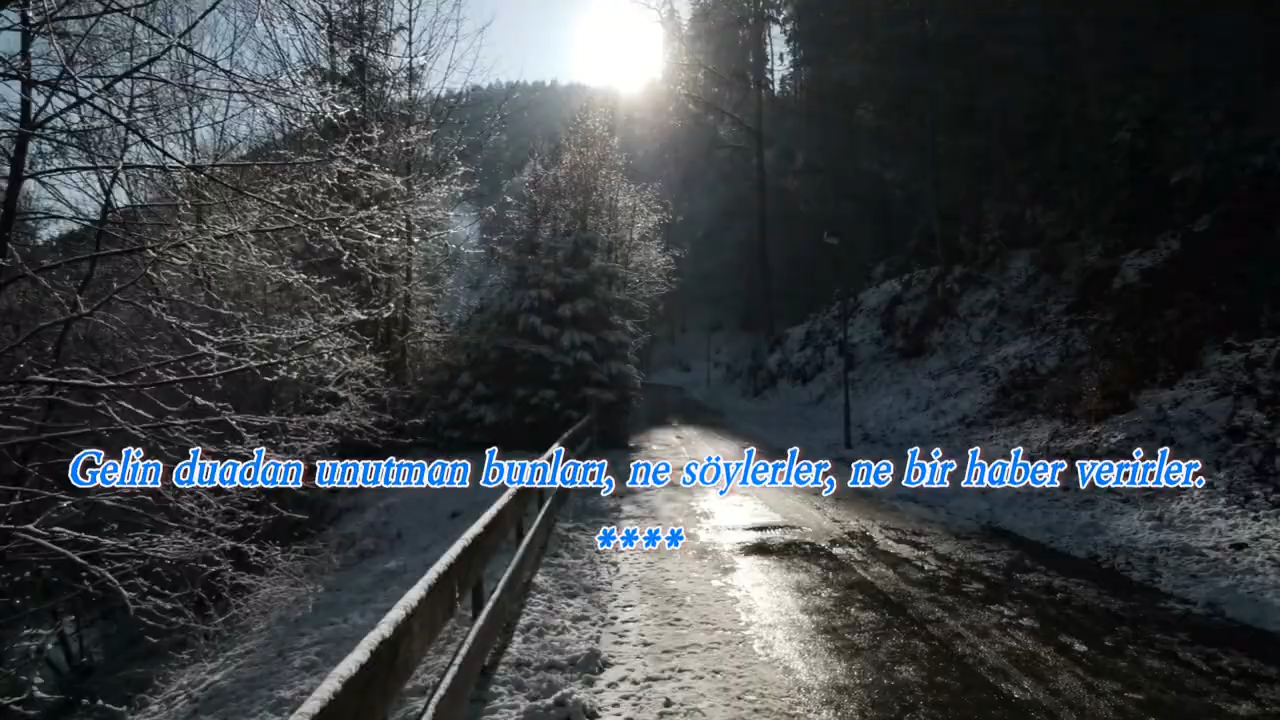 Gelin duadan unutman bunları, ne söylerler, ne bir haber verirler.
****